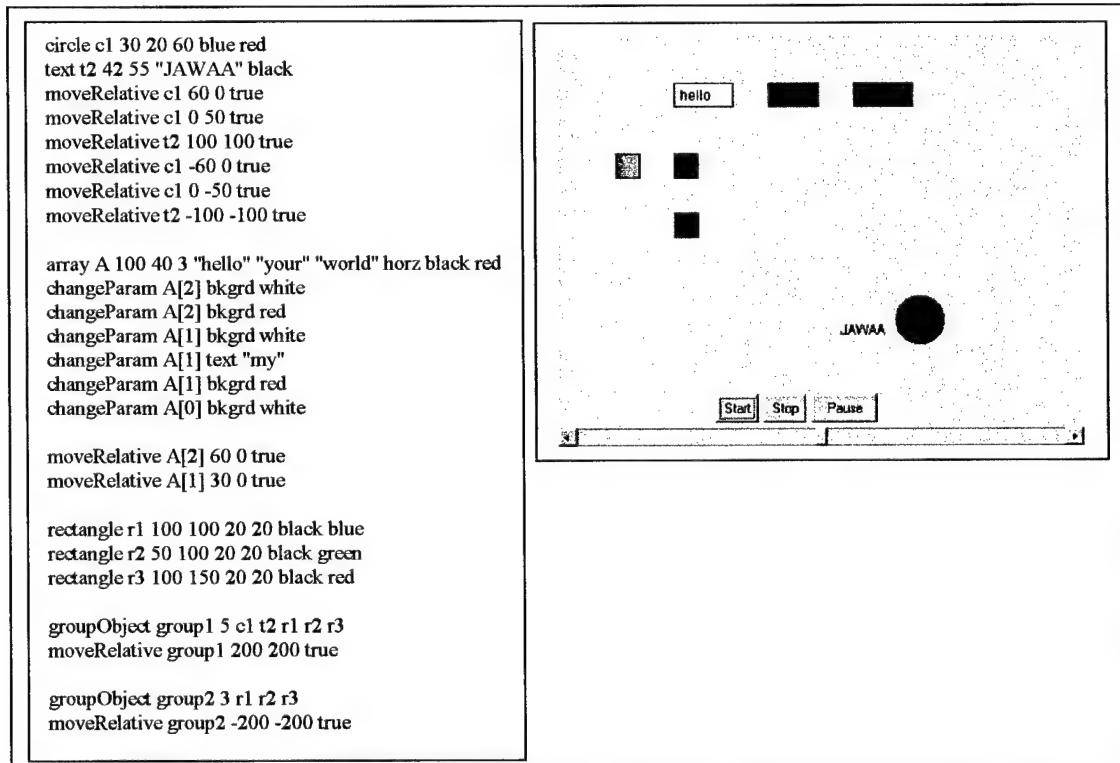 circle c1 30 20 60 blue red
text t2 42 55 "JAWAA" black
moveRelative c1 60 0 true
moveRelative c1 0 50 true
moveRelative t2 100 100 true
moveRelative c1 -60 0 true
moveRelative c1 0 -50 true
moveRelative t2 -100 -100 true
array A 100 40 3 "hello" "your" "world" horz black red
changeParam A[2] bkgrd white
changeParam A[2] bkgrd red
changeParam A[1] bkgrd white
changeParam A[1] text "my"
changeParam A[1] bkgrd red
changeParam A[0] bkgrd white
moveRelative A[2] 60 0 true
moveRelative A[1] 30 0 true
rectangle r1 100 100 20 20 black blue
rectangle r2 50 100 20 20 black green
rectangle r3 100 150 20 20 black red
groupObject group1 5 c1 t2 r1 r2 r3
moveRelative group1 200 200 true
groupObject group2 3 r1 r2 r3
moveRelative group2 -200 -200 true
hello
JAWAA
Start Stop Pause